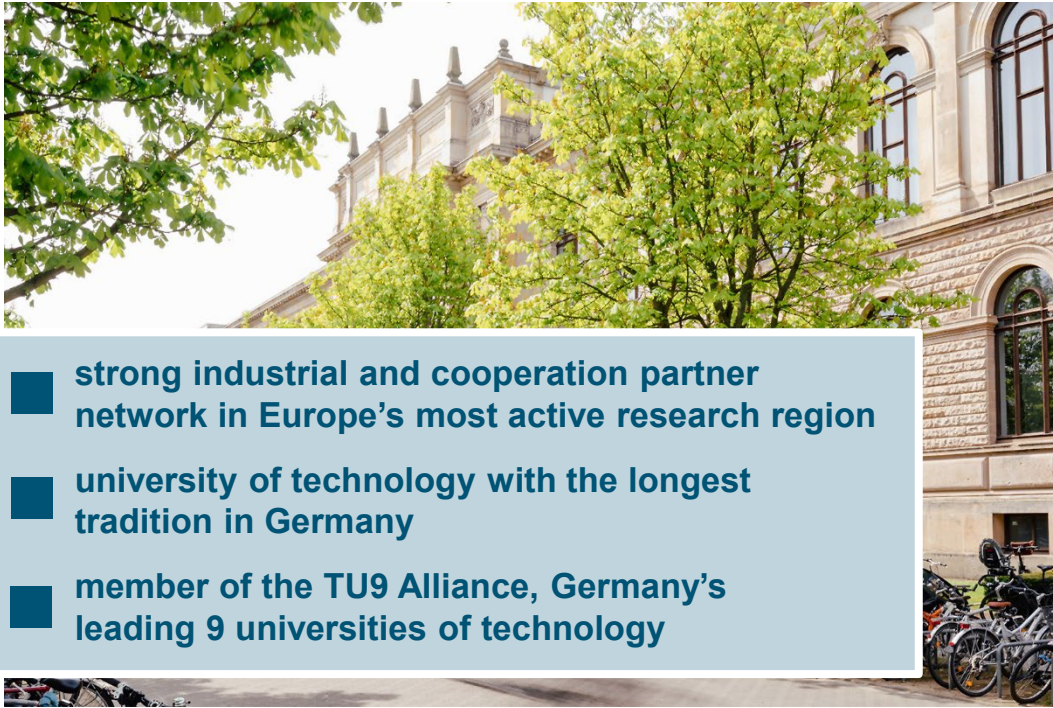 strong industrial and cooperation partner
network in Europe’s most active research region
university of technology with the longest
tradition in Germany
member of the TU9 Alliance, Germany’s
leading 9 universities of technology